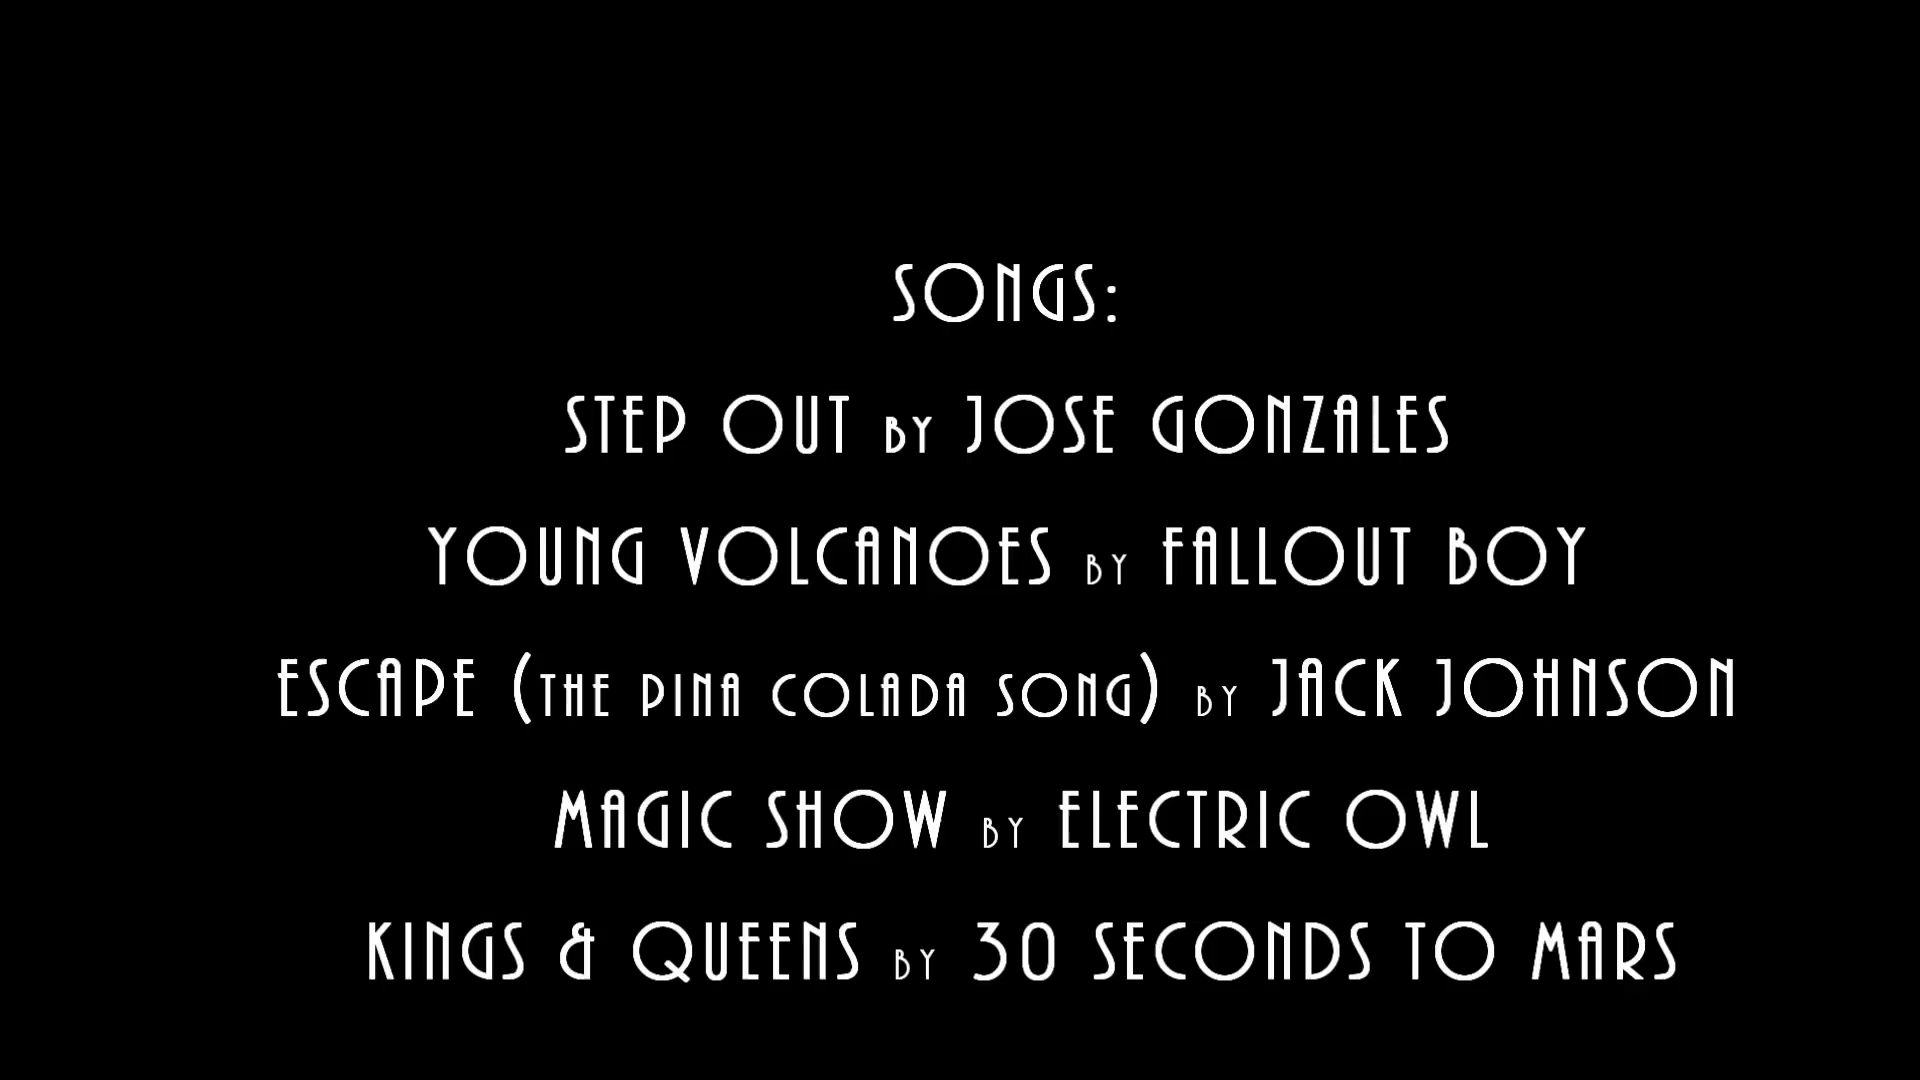 SONGS:
STEP OUT BY JOSE GONZALES
YOUNG VOLCANOES BY FALLOUT BOY
ESCAPE (THE PINA COLADA SONG) BY JACK JOHNSON
MAGIC SHOW BY ELECTRIC OWL
KINGS & QUEENS BY 30 SECONDS TO MARS